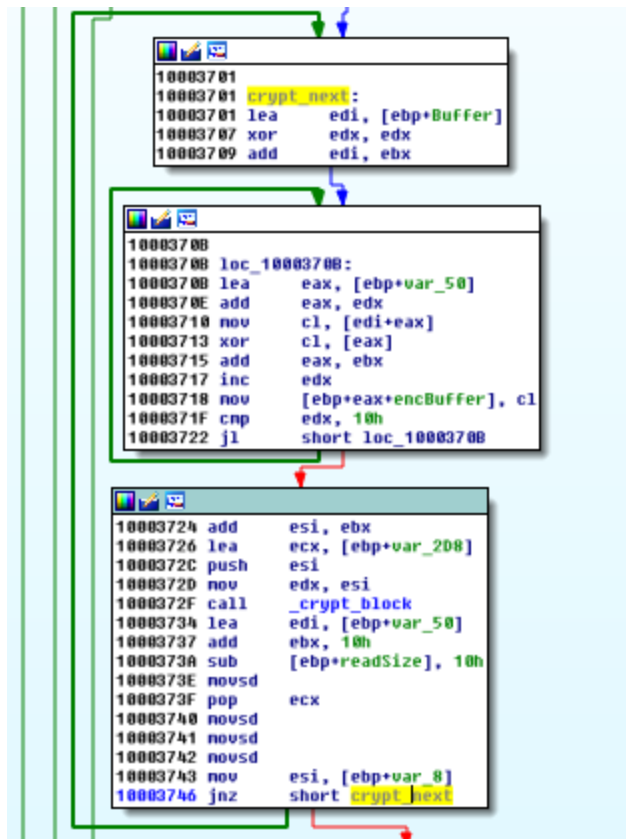 10003701
10003701 crypt_next:
10003701 lea edi, [ebp+Buffer]
10003707 xor edx, edx
10003709 add edi, ebx
1000370B
1000370B loc_1000370B:
1000370B lea eax, [ebp+var_50]
1000370E add eax, edx
10003710 mov cl, [edi+eax]
10003713 xor cl, [eax]
10003715 add eax, ebx
10003717 inc edx
10003718 mov [ebp+eax+encBuffer], cl
1000371F cmp edx, 10h
10003722 jl short loc_1000370B
10003724 add esi, ebx
10003726 lea ecx, [ebp+var_2D8]
1000372C push esi
1000372D mov edx, esi
1000372F call _crypt_block
10003734 lea edi, [ebp+var_50]
10003737 add ebx, 10h
1000373A sub [ebp+readSize], 10h
1000373E movsd
1000373F pop ecx
10003740 movsd
10003741 movsd
10003742 movsd
10003743 mov esi, [ebp+var_8]
10003746 jnz short crypt_next